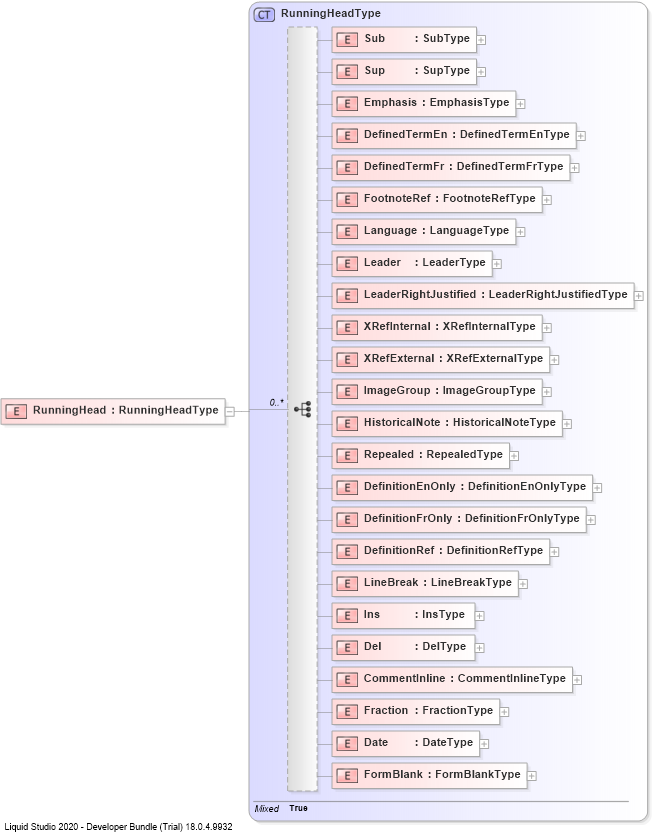 CT RunningHeadType
E Sub : SubType
E Sup : SupType
E Emphasis : EmphasisType
E DefinedTermEn : DefinedTermEnType
E DefinedTermFr : DefinedTermFrType
E FootnoteRef : FootnoteRefType
E Language : LanguageType
E Leader : LeaderType
E LeaderRightJustified : LeaderRightJustifiedType
E XRefInternal : XRefInternalType
E XRefExternal : XRefExternalType
E ImageGroup : ImageGroupType
0..*
E RunningHead : RunningHeadType
E HistoricalNote : HistoricalNoteType
E Repealed : RepealedType
E DefinitionEnOnly : DefinitionEnOnlyType
E DefinitionFrOnly : DefinitionFrOnlyType
E DefinitionRef : DefinitionRefType
E LineBreak : LineBreakType
E Ins : InsType
E Del : DelType
E CommentInline : CommentInlineType
E Fraction : FractionType
E Date : DateType
E FormBlank : FormBlankType
Mixed True
Liquid Studio 2020 - Developer Bundle (Trial) 18.0.4.9932